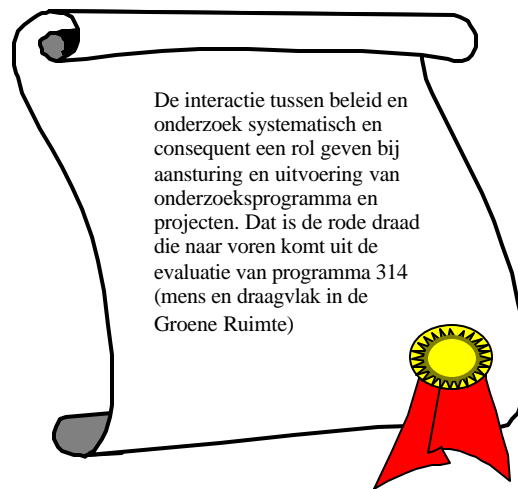 De interactie tussen beleid en
onderzoek systematisch en
consequent een rol geven bij
aansturing en uitvoering van
onderzoeksprogramma en
projecten. Dat is de rode draad
die naar voren komt uit de
evaluatie van programma 314
(mens en draagvlak in de
Groene Ruimte)